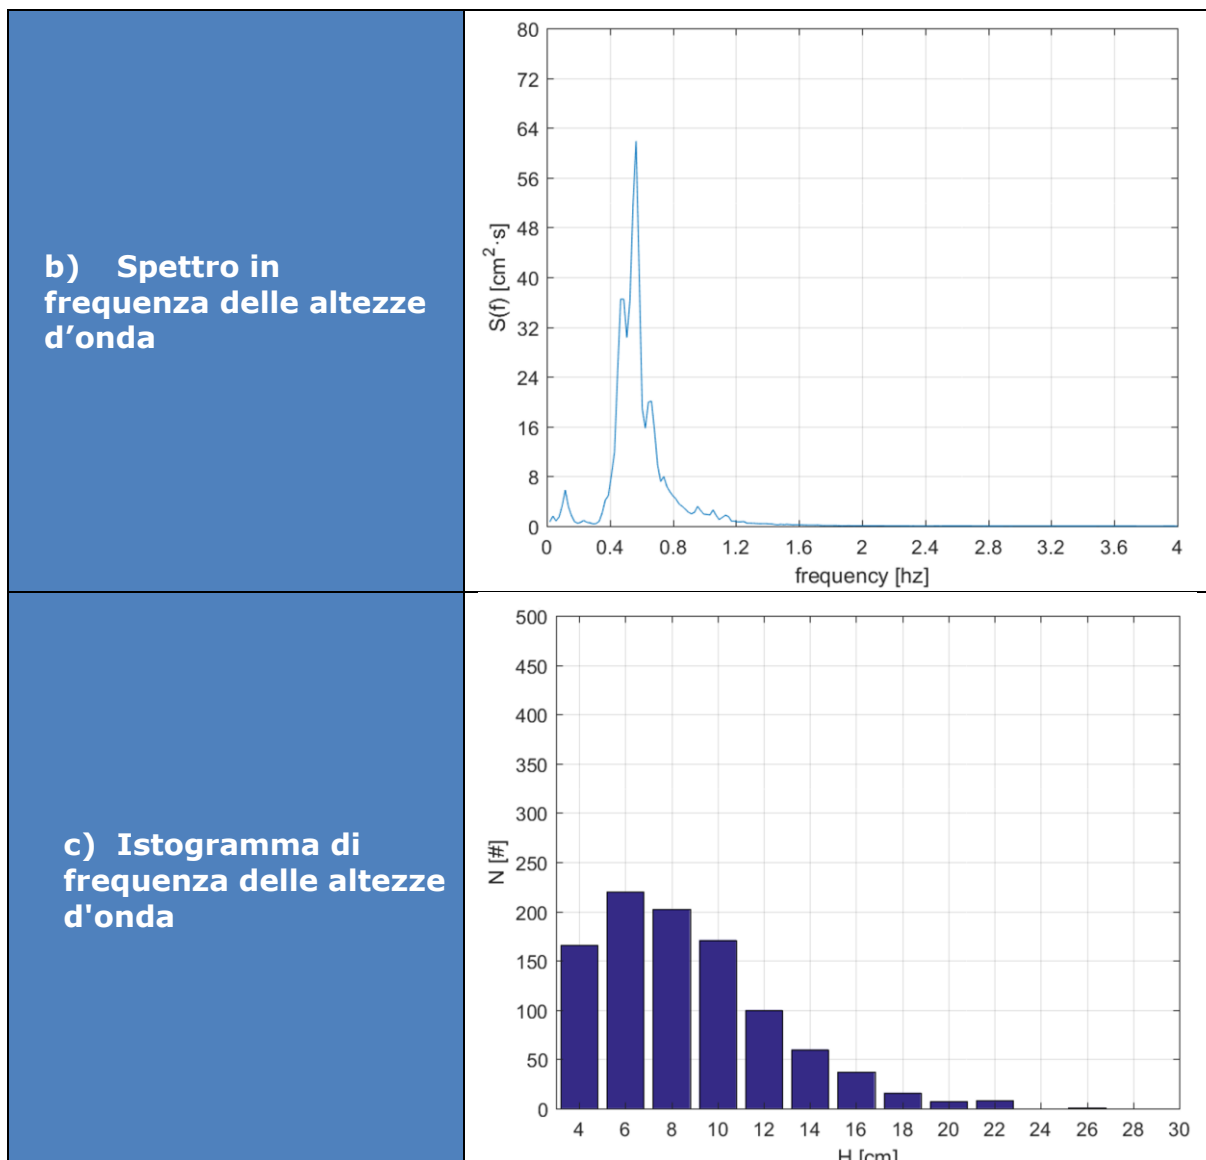 b) Spettro in
frequenza delle altezze
d’onda
80
72
64
56
48
40
32
24
16
8
0
S(f) [cm²·s]
0 0.4 0.8 1.2 1.6 2 2.4 2.8 3.2 3.6 4
frequency [hz]
c) Istogramma di
frequenza delle altezze
d'onda
500
450
400
350
300
250
200
150
100
50
0
N [#]
4 6 8 10 12 14 16 18 20 22 24 26 28 30
H [cm]